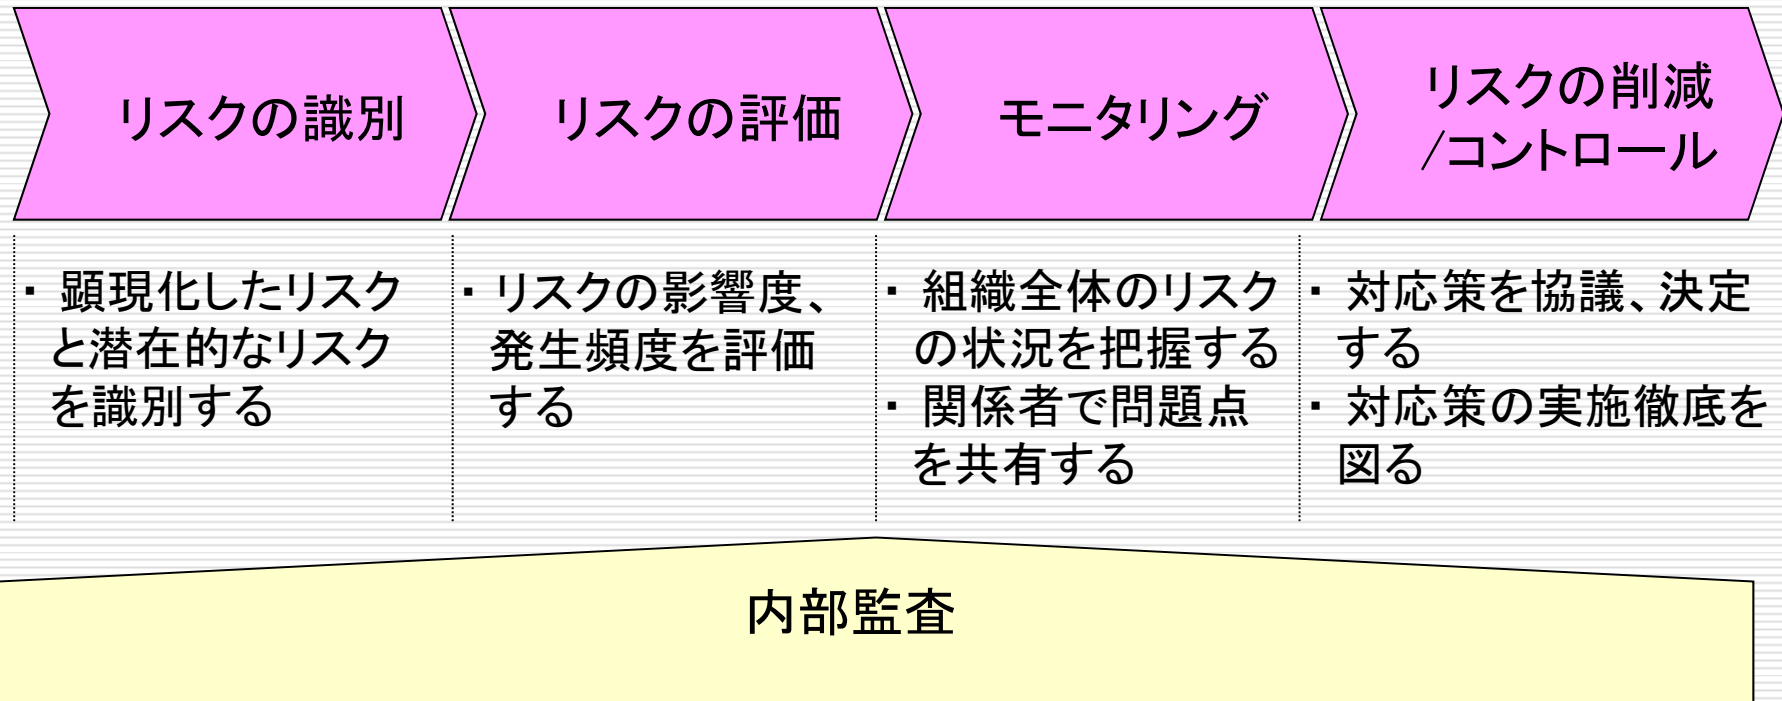 リスクの識別
リスクの評価
モニタリング
リスクの削減
/コントロール
・ 顕現化したリスク
と潜在的なリスク
を識別する
・ リスクの影響度、
発生頻度を評価
する
・ 組織全体のリスク
の状況を把握する
・ 関係者で問題点
を共有する
・ 対応策を協議、決定
する
・ 対応策の実施徹底を
図る
内部監査